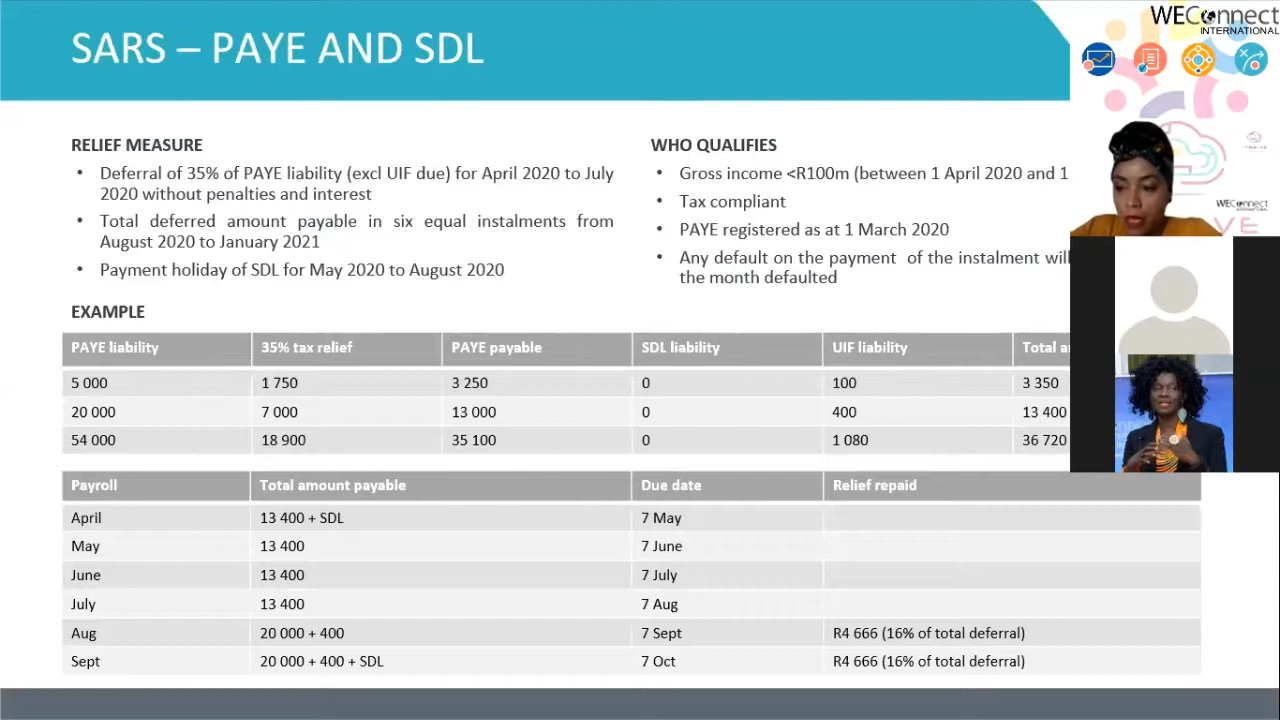 SARS – PAYE AND SDL
WEConnect
INTERNATIONAL
RELIEF MEASURE
• Deferral of 35% of PAYE liability (excl UIF due) for April 2020 to July
2020 without penalties and interest
• Total deferred amount payable in six equal instalments from
August 2020 to January 2021
• Payment holiday of SDL for May 2020 to August 2020
WHO QUALIFIES
• Gross income <R100m (between 1 April 2020 and 1
• Tax compliant
• PAYE registered as at 1 March 2020
• Any default on the payment of the instalment will
the month defaulted
WEConnect
INTERNATIONAL
VE
EXAMPLE
PAYE liability 35% tax relief PAYE payable SDL liability UIF liability Total a
5 000 1 750 3 250 0 100 3 350
20 000 7 000 13 000 0 400 13 400
54 000 18 900 35 100 0 1 080 36 720
Payroll Total amount payable Due date Relief repaid
April 13 400 + SDL 7 May
May 13 400 7 June
June 13 400 7 July
July 13 400 7 Aug
Aug 20 000 + 400 7 Sept R4 666 (16% of total deferral)
Sept 20 000 + 400 + SDL 7 Oct R4 666 (16% of total deferral)